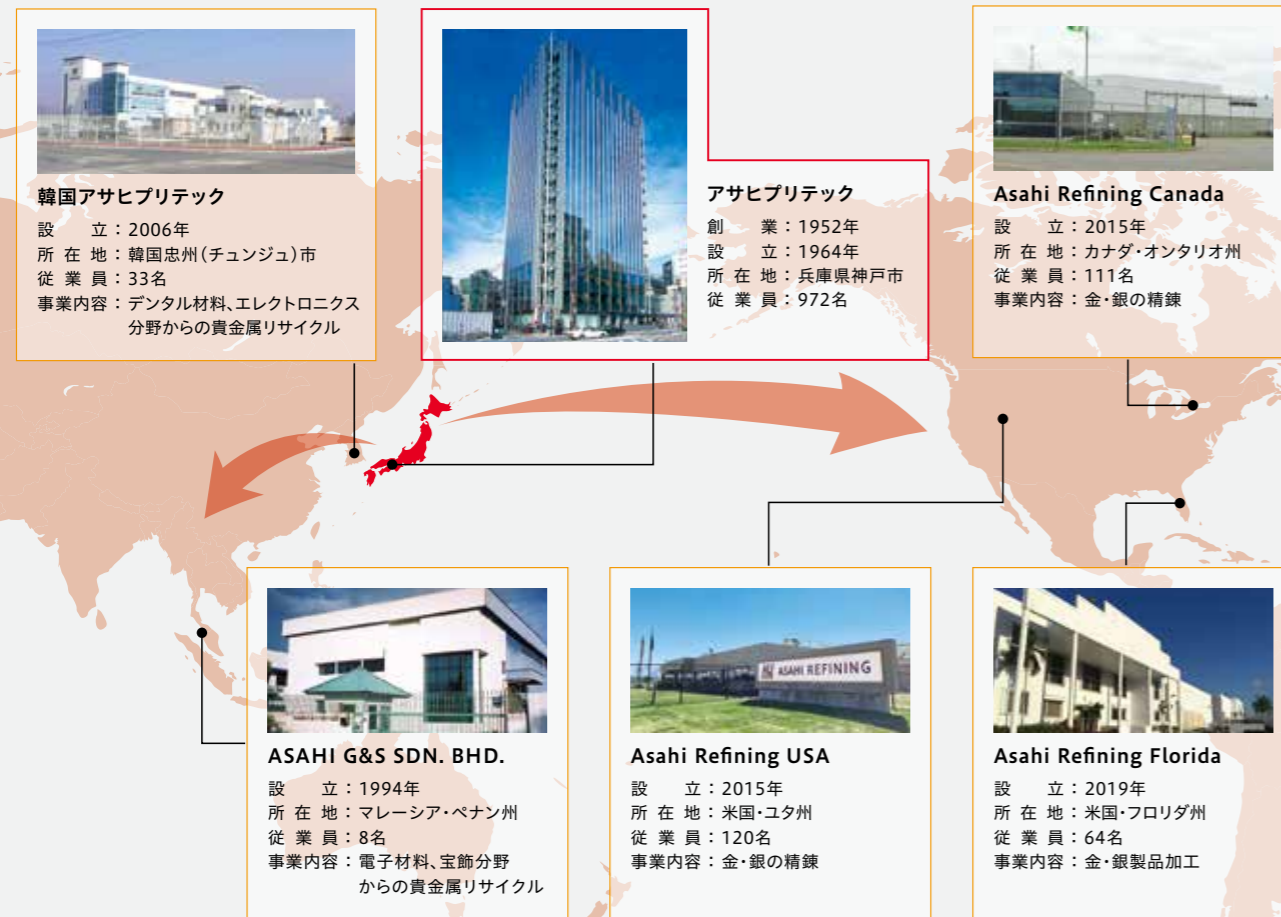 韓国アサヒプリテック
設 立：2006年
所 在 地：韓国忠州（チュンジュ）市
従 業 員：33名
事業内容：デンタル材料、エレクトロニクス
分野からの貴金属リサイクル
アサヒプリテック
創 業：1952年
設 立：1964年
所 在 地：兵庫県神戸市
従 業 員：972名
Asahi Refining Canada
設 立：2015年
所 在 地：カナダ・オンタリオ州
従 業 員：111名
事業内容：金・銀の精錬
ASAHI G&S SDN. BHD.
設 立：1994年
所 在 地：マレーシア・ペナン州
従 業 員：8名
事業内容：電子材料、宝飾分野
からの貴金属リサイクル
ASAHI REFINING
Asahi Refining USA
設 立：2015年
所 在 地：米国・ユタ州
従 業 員：120名
事業内容：金・銀の精錬
Asahi Refining Florida
設 立：2019年
所 在 地：米国・フロリダ州
従 業 員：64名
事業内容：金・銀製品加工